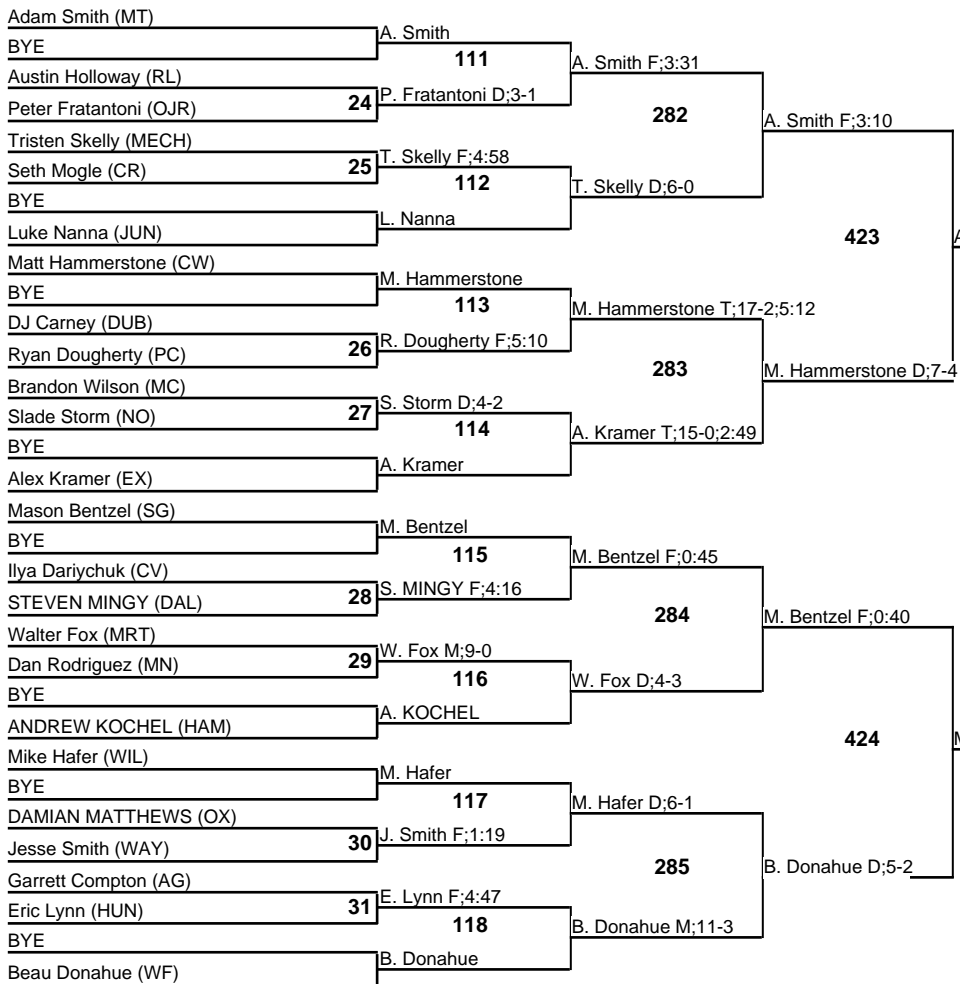 Adam Smith (MT)
A. Smith
BYE
111
A. Smith F;3:31
Austin Holloway (RL)
24
P. Fratantoni D;3-1
Peter Fratantoni (OJR)
282
A. Smith F;3:10
Tristen Skelly (MECH)
25
T. Skelly F;4:58
Seth Mogle (CR)
112
T. Skelly D;6-0
BYE
L. Nanna
Luke Nanna (JUN)
423
A
Matt Hammerstone (CW)
M. Hammerstone
BYE
113
M. Hammerstone T;17-2;5:12
DJ Carney (DUB)
26
R. Dougherty F;5:10
Ryan Dougherty (PC)
283
M. Hammerstone D;7-4
Brandon Wilson (MC)
27
S. Storm D;4-2
Slade Storm (NO)
114
A. Kramer T;15-0;2:49
BYE
A. Kramer
Alex Kramer (EX)
Mason Bentzel (SG)
M. Bentzel
BYE
115
M. Bentzel F;0:45
Ilya Dariychuk (CV)
28
S. MINGY F;4:16
STEVEN MINGY (DAL)
284
M. Bentzel F;0:40
Walter Fox (MRT)
29
W. Fox M;9-0
Dan Rodriguez (MN)
116
W. Fox D;4-3
BYE
A. KOCHEL
ANDREW KOCHEL (HAM)
424
M
Mike Hafer (WIL)
M. Hafer
BYE
117
M. Hafer D;6-1
DAMIAN MATTHEWS (OX)
30
J. Smith F;1:19
Jesse Smith (WAY)
285
B. Donahue D;5-2
Garrett Compton (AG)
31
E. Lynn F;4:47
Eric Lynn (HUN)
118
B. Donahue M;11-3
BYE
B. Donahue
Beau Donahue (WF)